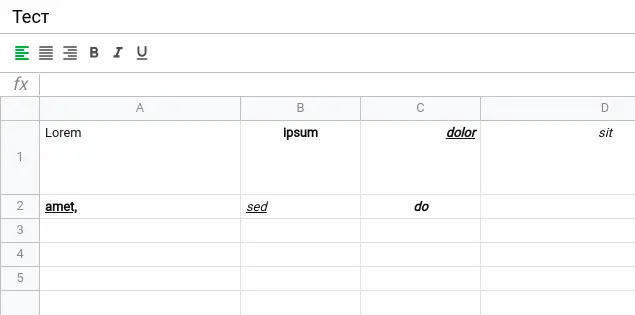 Тест
B I U
fx
A B C D
1 Lorem ipsum dolor sit
2 amet, sed do
3
4
5